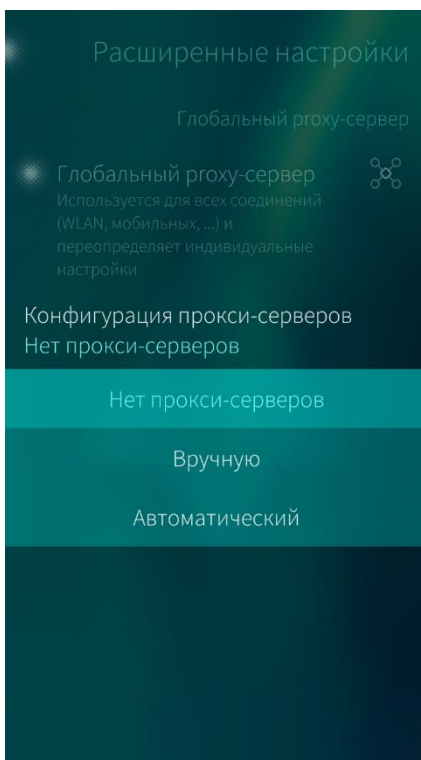 Расширенные настройки
Глобальный proxy-сервер
Глобальный proxy-сервер
Используется для всех соединений
(WLAN, мобильных, ...) и
переопределяет индивидуальные
настройки
Конфигурация прокси-серверов
Нет прокси-серверов
Нет прокси-серверов
Вручную
Автоматический